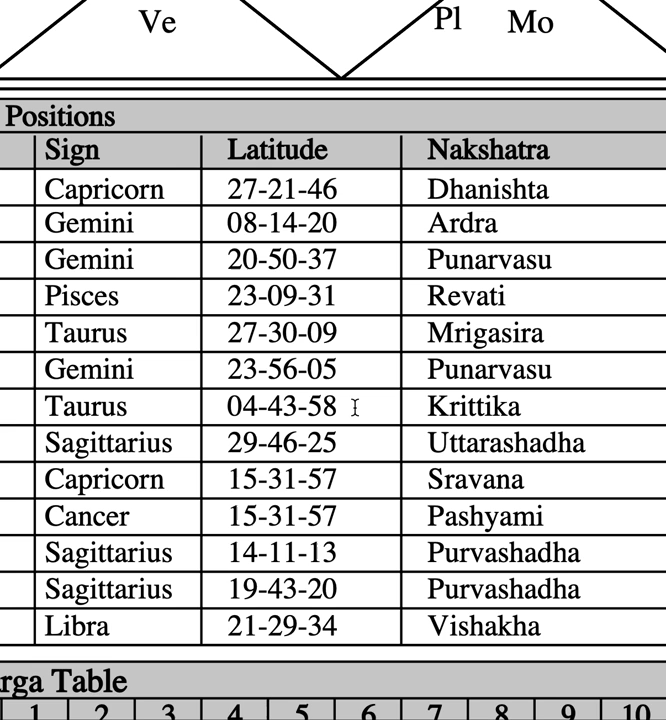 Ve Pl Mo
Positions
Sign Latitude Nakshatra
Capricorn 27-21-46 Dhanishta
Gemini 08-14-20 Ardra
Gemini 20-50-37 Punarvasu
Pisces 23-09-31 Revati
Taurus 27-30-09 Mrigasira
Gemini 23-56-05 Punarvasu
Taurus 04-43-58 Krittika
Sagittarius 29-46-25 Uttarashadha
Capricorn 15-31-57 Sravana
Cancer 15-31-57 Pashyami
Sagittarius 14-11-13 Purvashadha
Sagittarius 19-43-20 Purvashadha
Libra 21-29-34 Vishakha
rga Table
1 2 3 4 5 6 7 8 9 10